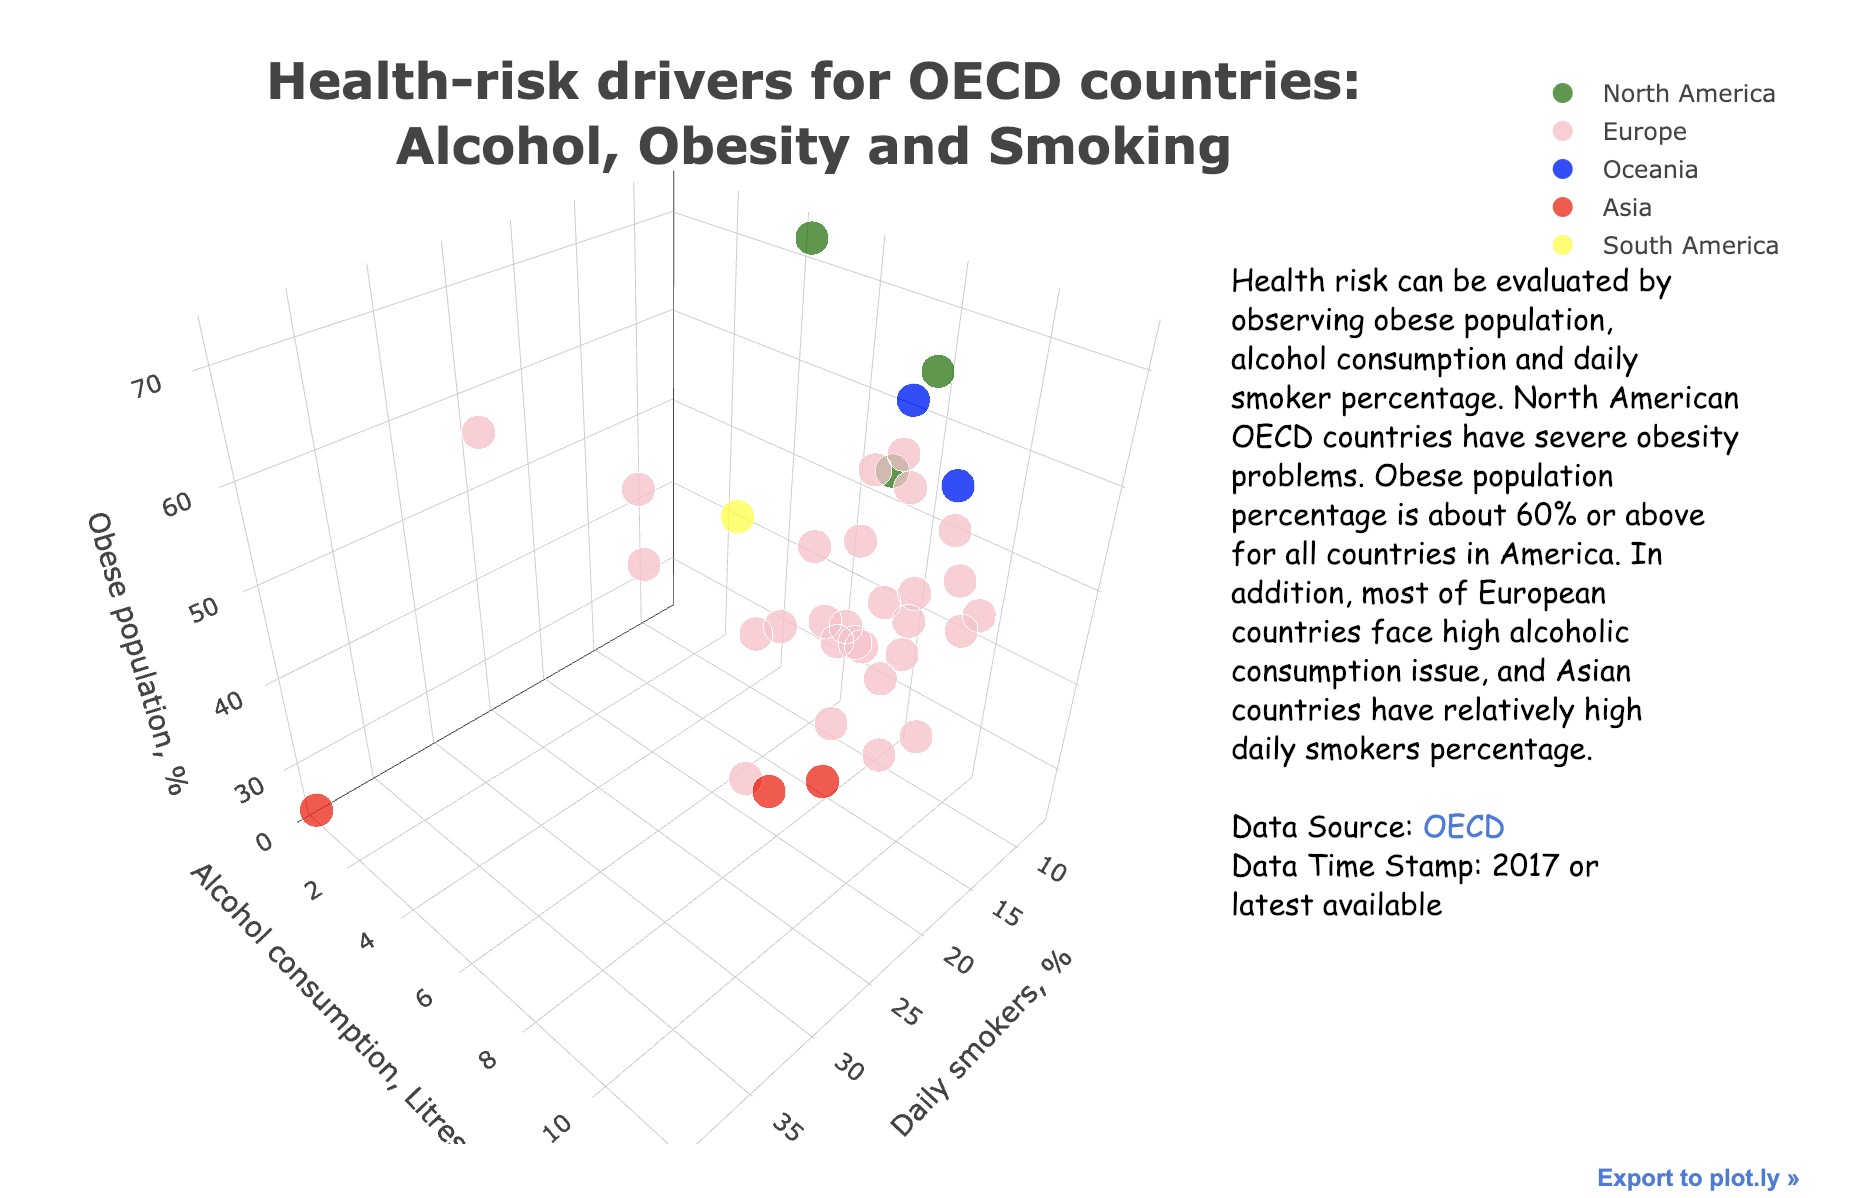 Health-risk drivers for OECD countries:
Alcohol, Obesity and Smoking
North America
Europe
Oceania
Asia
South America
Health risk can be evaluated by
observing obese population,
alcohol consumption and daily
smoker percentage. North American
OECD countries have severe obesity
problems. Obese population
percentage is about 60% or above
for all countries in America. In
addition, most of European
countries face high alcoholic
consumption issue, and Asian
countries have relatively high
daily smokers percentage.
Data Source: OECD
Data Time Stamp: 2017 or
latest available
70
60
50
40
30
Obese population, %
0
2
4
6
8
10
Alcohol consumption, Litres
10
15
20
25
30
35
Daily smokers, %
Export to plot.ly »